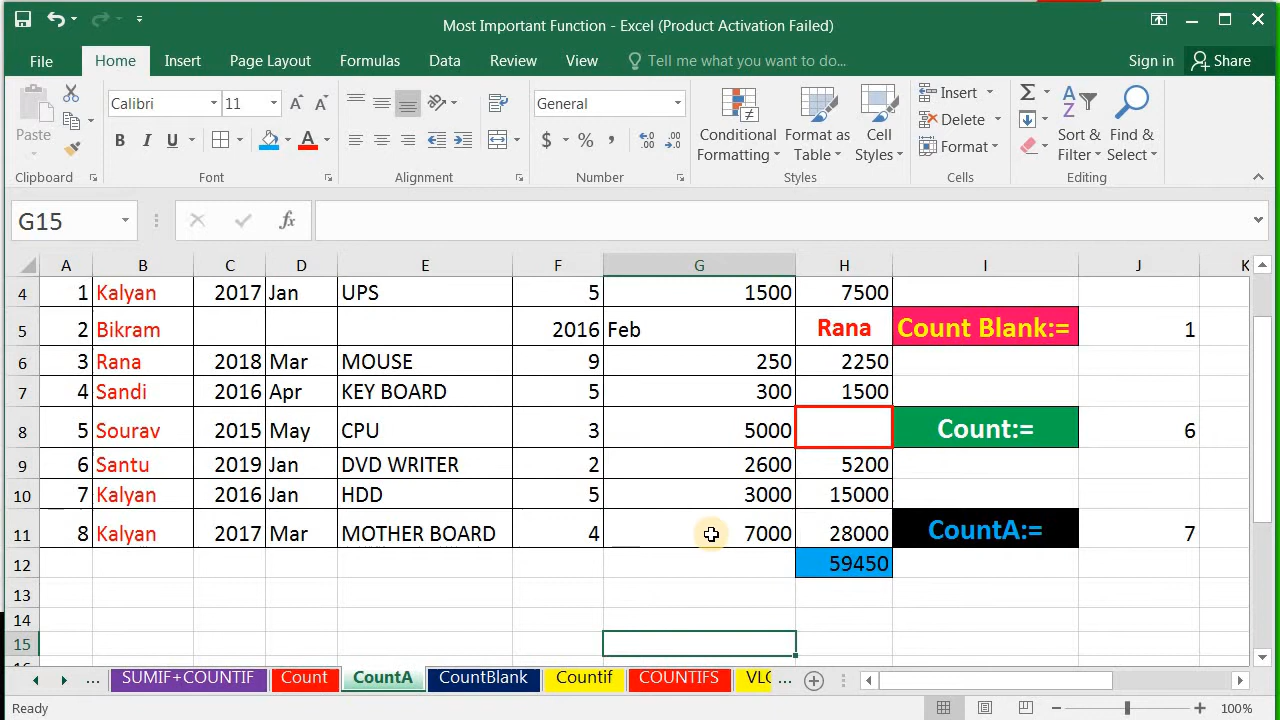 Most Important Function - Excel (Product Activation Failed)
File Home Insert Page Layout Formulas Data Review View Tell me what you want to do... Sign in Share
Paste
Calibri 11
B I U
General
$ % ,
Conditional Formatting
Format as Table
Cell Styles
Insert
Delete
Format
Sort & Filter
Find & Select
Clipboard Font Alignment Number Styles Cells Editing
G15 fx
A B C D E F G H I J K
4 1 Kalyan 2017 Jan UPS 5 1500 7500
5 2 Bikram 2016 Feb Rana Count Blank:= 1
6 3 Rana 2018 Mar MOUSE 9 250 2250
7 4 Sandi 2016 Apr KEY BOARD 5 300 1500
8 5 Sourav 2015 May CPU 3 5000 Count:= 6
9 6 Santu 2019 Jan DVD WRITER 2 2600 5200
10 7 Kalyan 2016 Jan HDD 5 3000 15000
11 8 Kalyan 2017 Mar MOTHER BOARD 4 7000 28000 CountA:= 7
12 59450
13
14
15
... SUMIF+COUNTIF Count CountA CountBlank Countif COUNTIFS VLC ...
Ready 100%